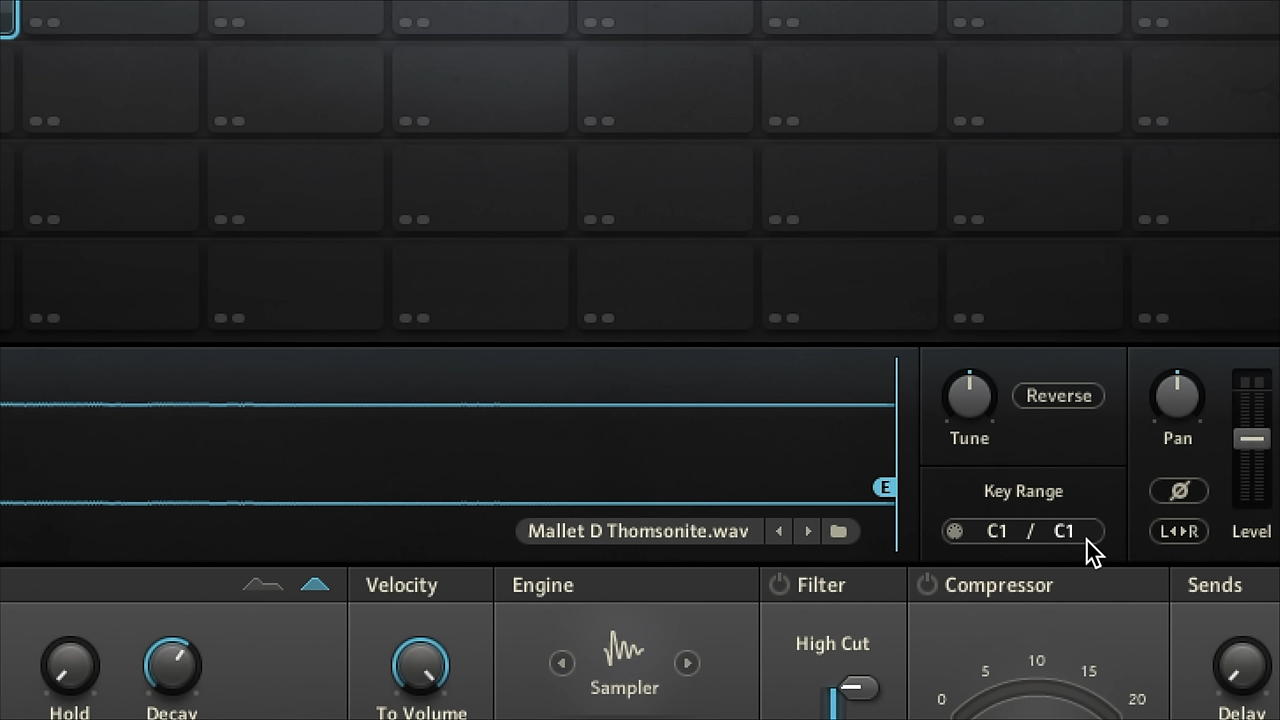 Tune
Reverse
Pan
Key Range
E
Mallet D Thomsonite.wav
C1 / C1
L R
Level
Velocity
Engine
Filter
Compressor
Sends
High Cut
Sampler
0 5 10 15 20
Hold
Decay
To Volume
Delay